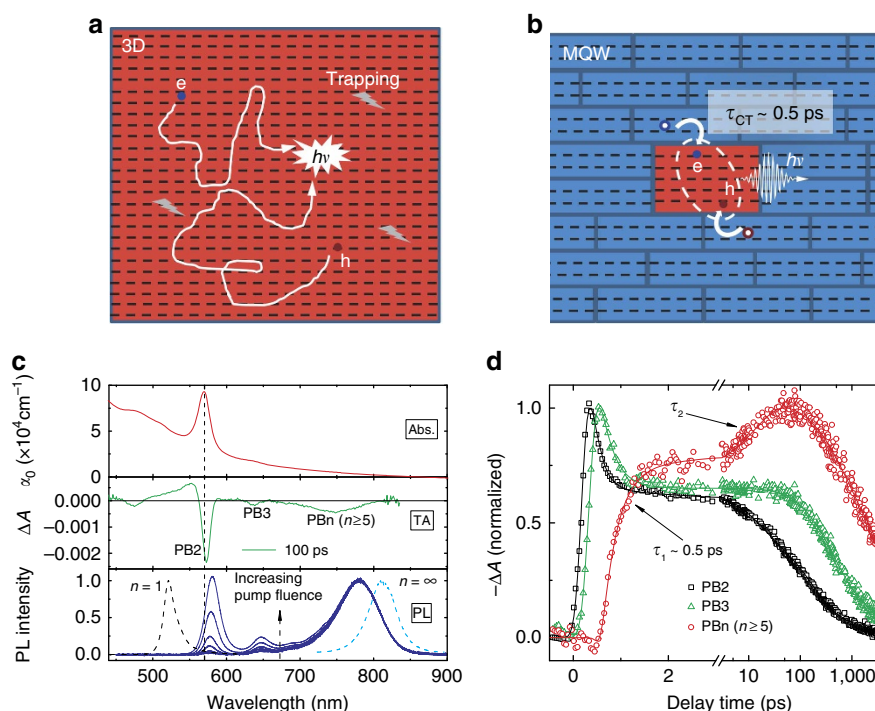 a
3D
e
Trapping
hν
h
b
MQW
τCT ~ 0.5 ps
e
hν
h
c
α0 (×10⁴cm⁻¹)
10
5
0
Abs.
ΔA
0.000
−0.001
−0.002
PB2
PB3
PBn (n≥5)
100 ps
TA
PL intensity
1.0
0.5
0.0
n = 1
Increasing
pump fluence
n = ∞
PL
500 600 700 800 900
Wavelength (nm)
d
−ΔA (normalized)
1.0
0.5
0.0
τ2
τ1 ~ 0.5 ps
PB2
PB3
PBn (n≥5)
0 2 10 100 1,000
Delay time (ps)